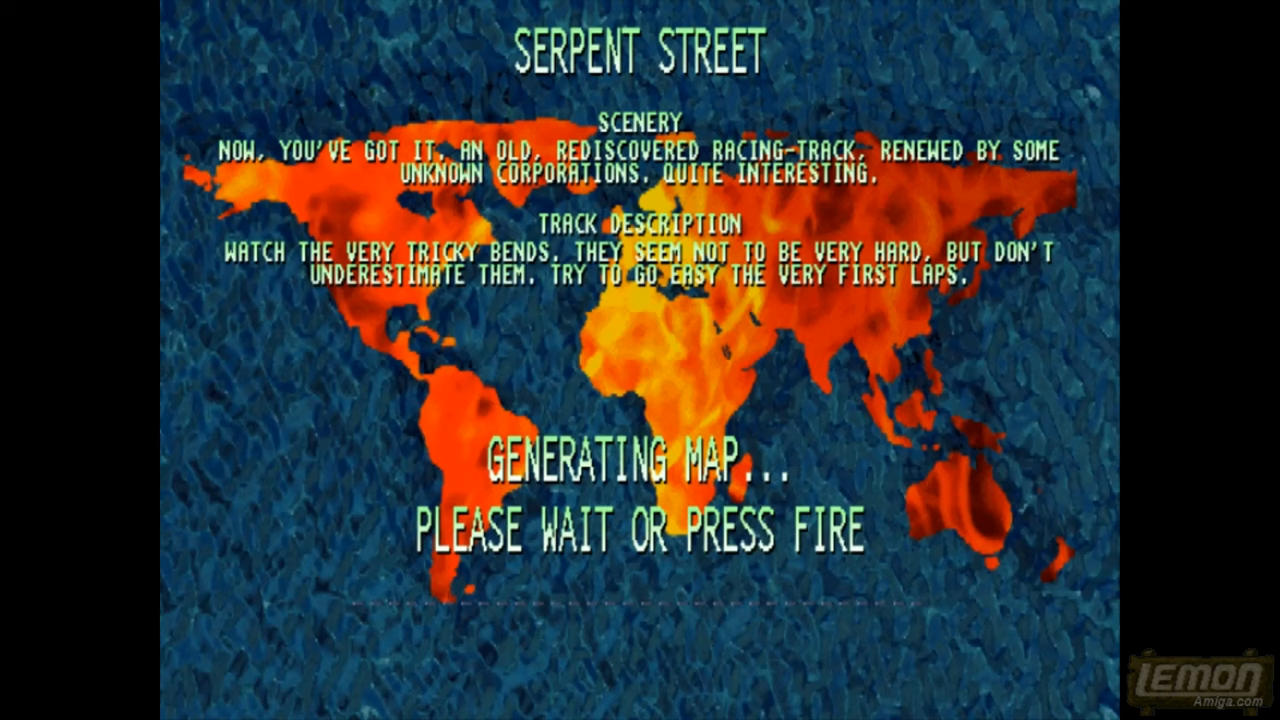 SERPENT STREET
SCENERY
NOW, YOU'VE GOT IT, AN OLD, REDISCOVERED RACING-TRACK, RENEWED BY SOME
UNKNOWN CORPORATIONS. QUITE INTERESTING.
TRACK DESCRIPTION
WATCH THE VERY TRICKY BENDS. THEY SEEM NOT TO BE VERY HARD, BUT DON'T
UNDERESTIMATE THEM. TRY TO GO EASY THE VERY FIRST LAPS.
GENERATING MAP...
PLEASE WAIT OR PRESS FIRE
LEMON
Amiga.com